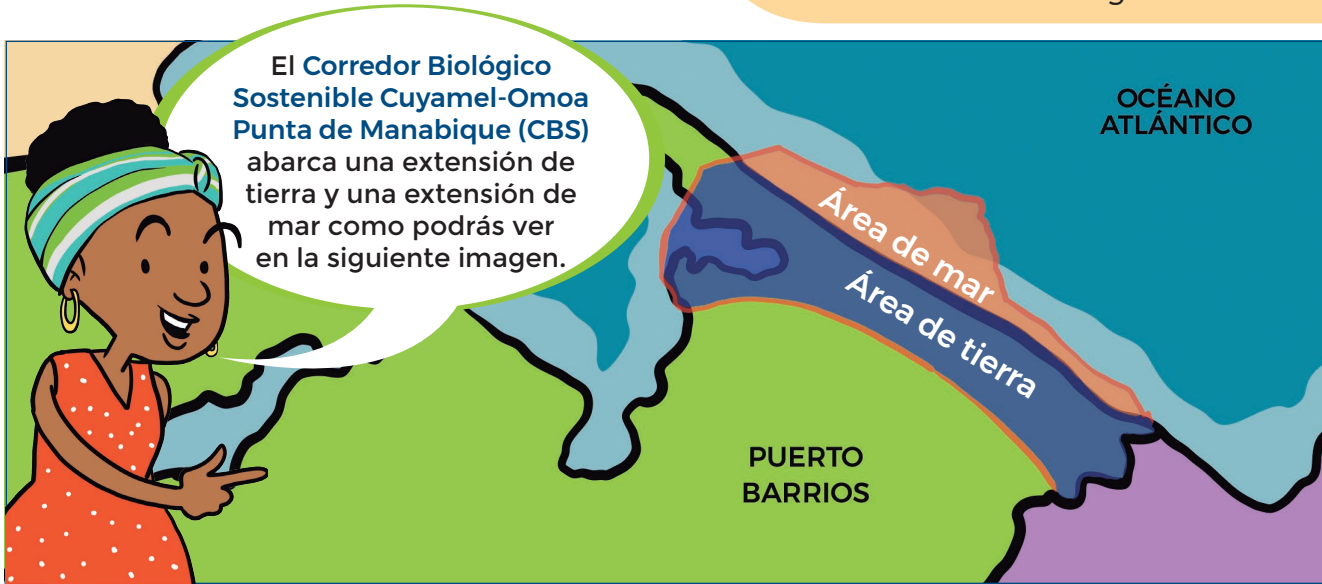 El Corredor Biológico
Sostenible Cuyamel-Omoa
Punta de Manabique (CBS)
abarca una extensión de
tierra y una extensión de
mar como podrás ver
en la siguiente imagen.
OCÉANO
ATLÁNTICO
Área de mar
Área de tierra
PUERTO
BARRIOS